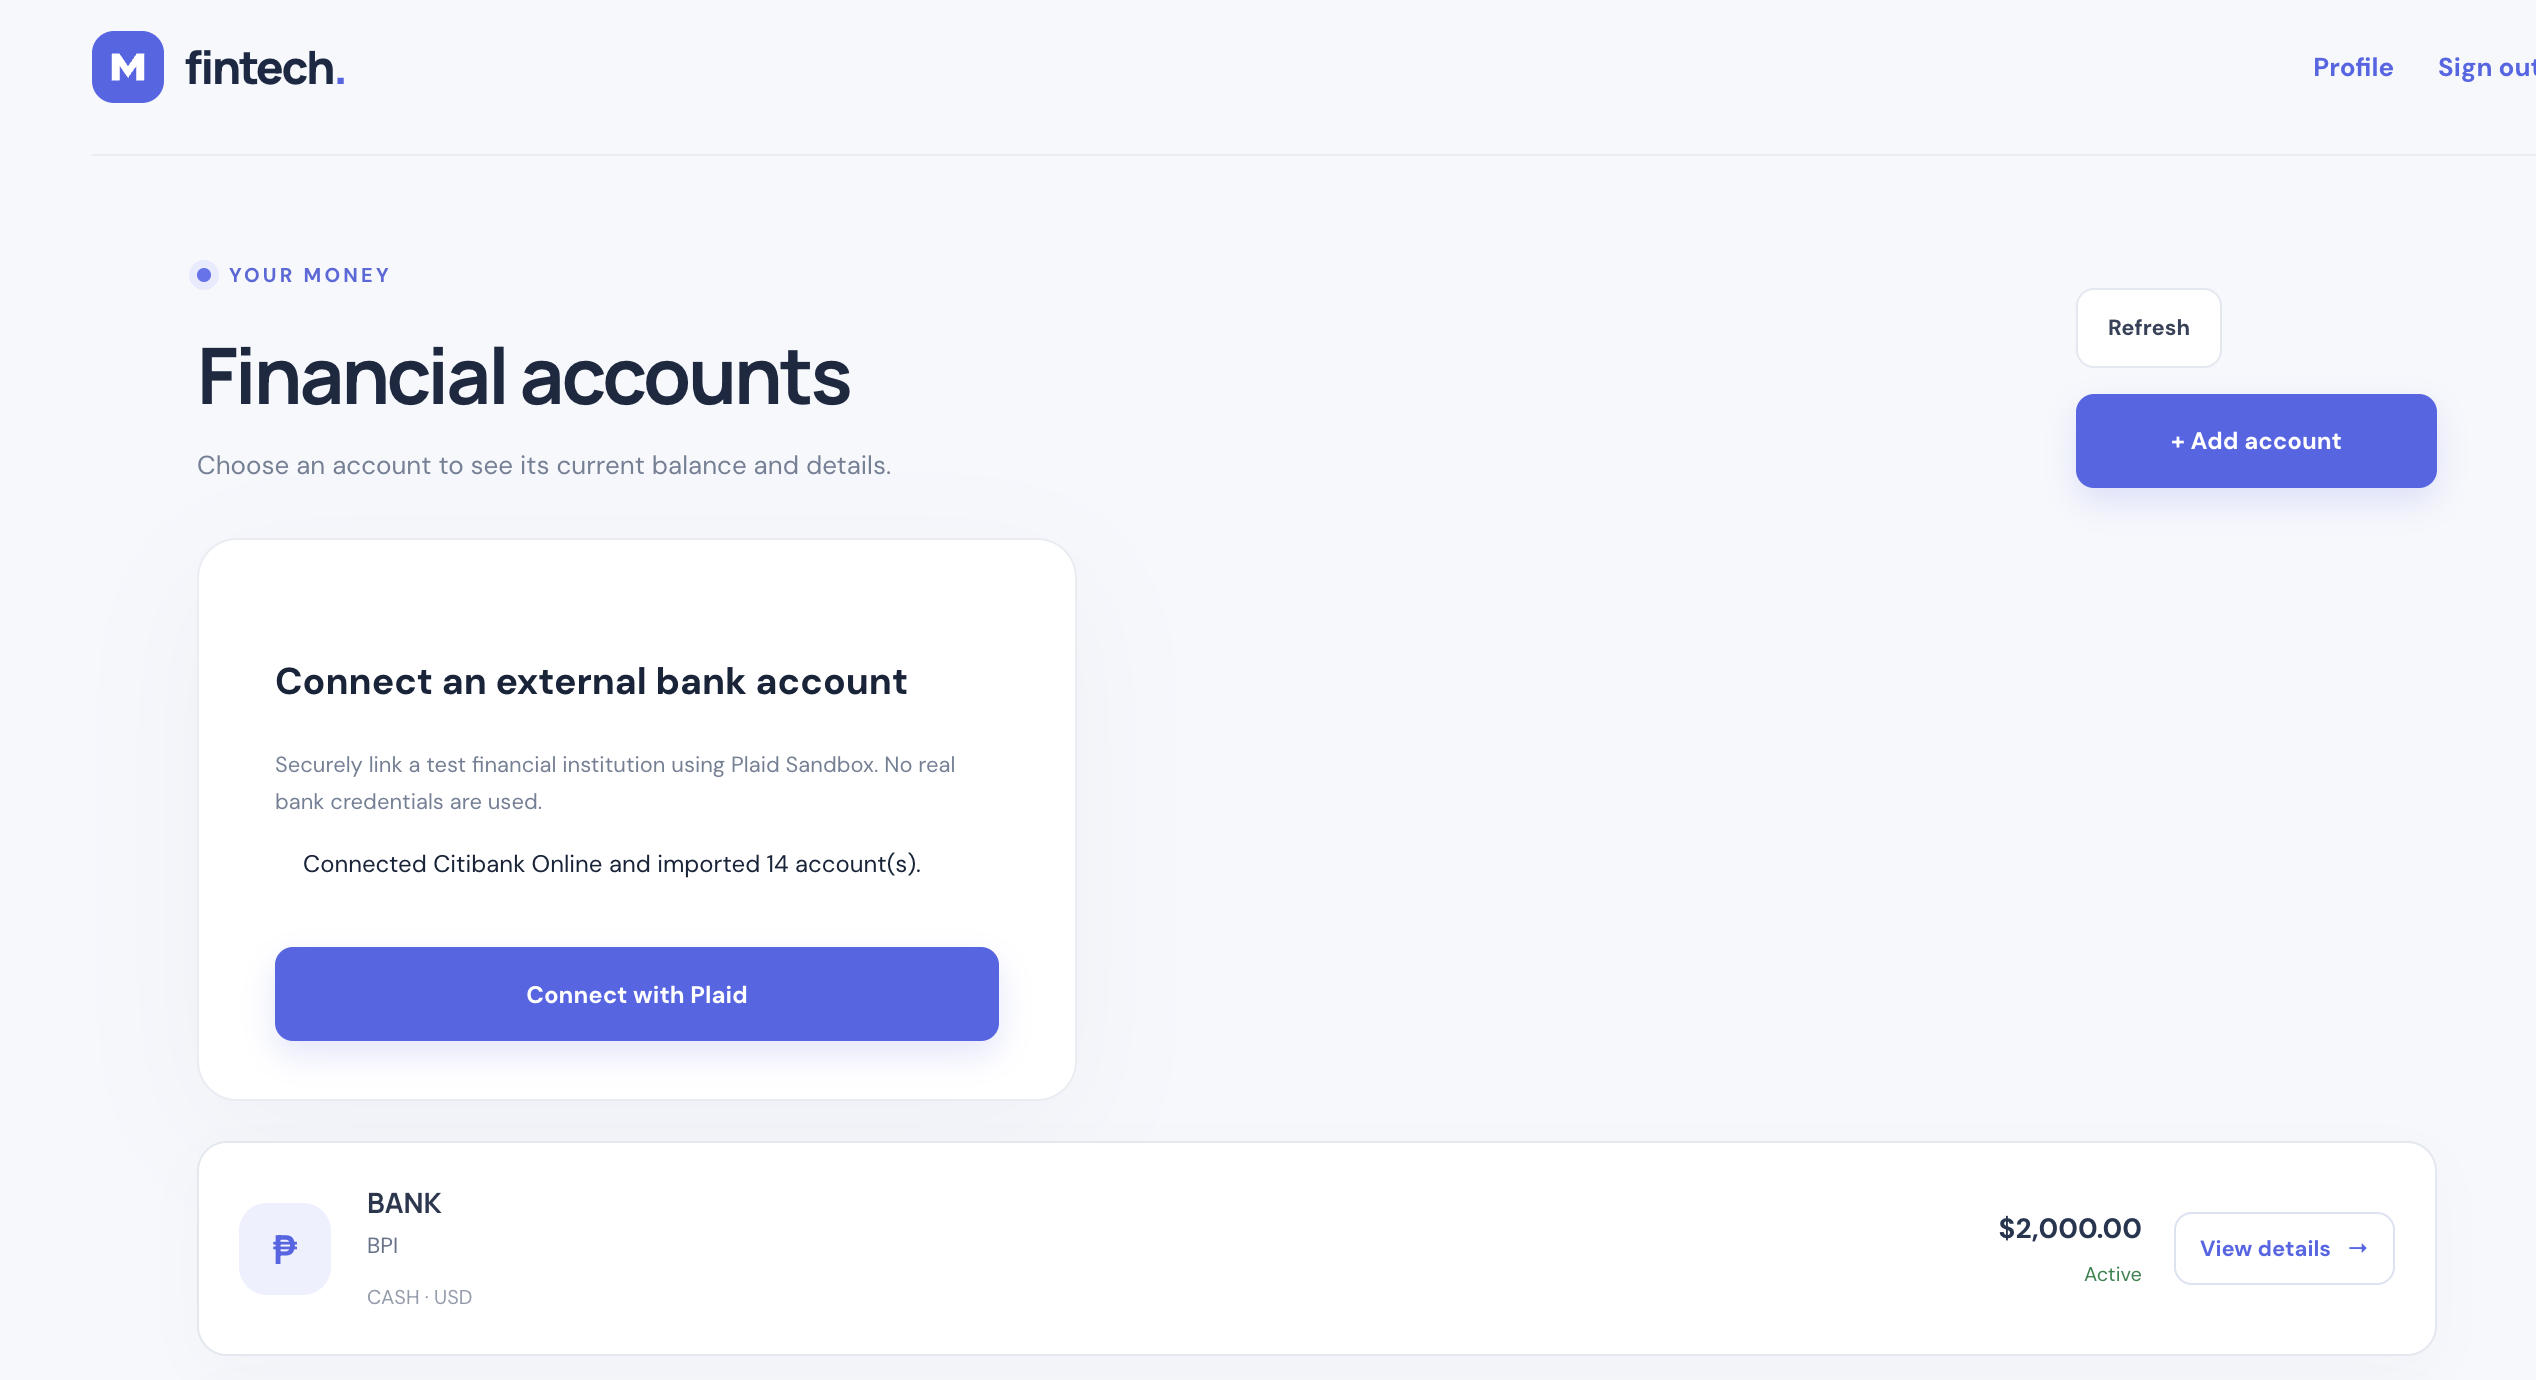 M fintech.
Profile Sign out
YOUR MONEY
Financial accounts
Choose an account to see its current balance and details.
Refresh
+ Add account
Connect an external bank account
Securely link a test financial institution using Plaid Sandbox. No real
bank credentials are used.
Connected Citibank Online and imported 14 account(s).
Connect with Plaid
₱
BANK
BPI
CASH · USD
$2,000.00
Active
View details →